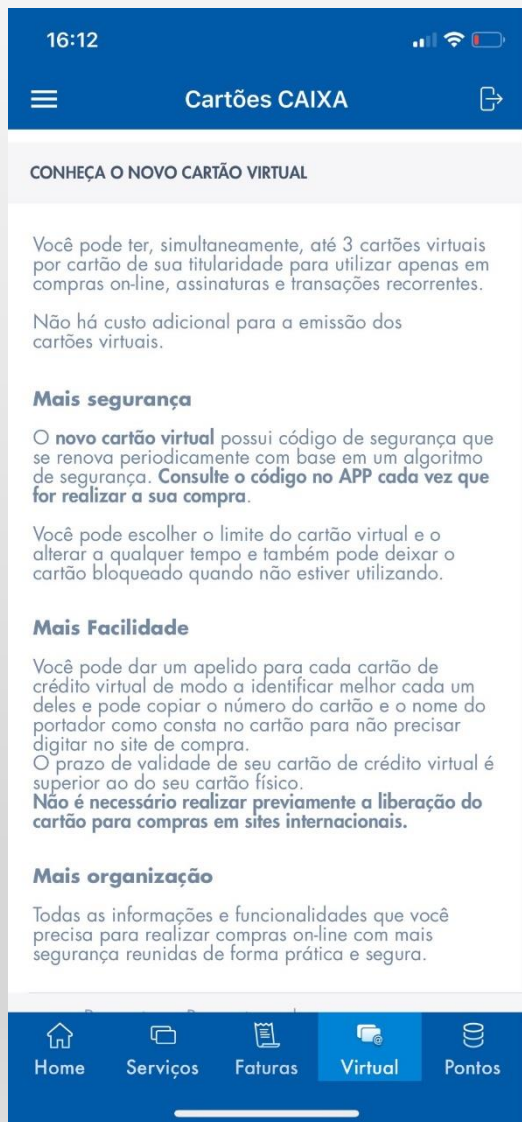 16:12
Cartões CAIXA
CONHEÇA O NOVO CARTÃO VIRTUAL
Você pode ter, simultaneamente, até 3 cartões virtuais
por cartão de sua titularidade para utilizar apenas em
compras on-line, assinaturas e transações recorrentes.
Não há custo adicional para a emissão dos
cartões virtuais.
Mais segurança
O novo cartão virtual possui código de segurança que
se renova periodicamente com base em um algoritmo
de segurança. Consulte o código no APP cada vez que
for realizar a sua compra.
Você pode escolher o limite do cartão virtual e o
alterar a qualquer tempo e também pode deixar o
cartão bloqueado quando não estiver utilizando.
Mais Facilidade
Você pode dar um apelido para cada cartão de
crédito virtual de modo a identificar melhor cada um
deles e pode copiar o número do cartão e o nome do
portador como consta no cartão para não precisar
digitar no site de compra.
O prazo de validade de seu cartão de crédito virtual é
superior ao do seu cartão físico.
Não é necessário realizar previamente a liberação do
cartão para compras em sites internacionais.
Mais organização
Todas as informações e funcionalidades que você
precisa para realizar compras on-line com mais
segurança reunidas de forma prática e segura.
Home Serviços Faturas Virtual Pontos